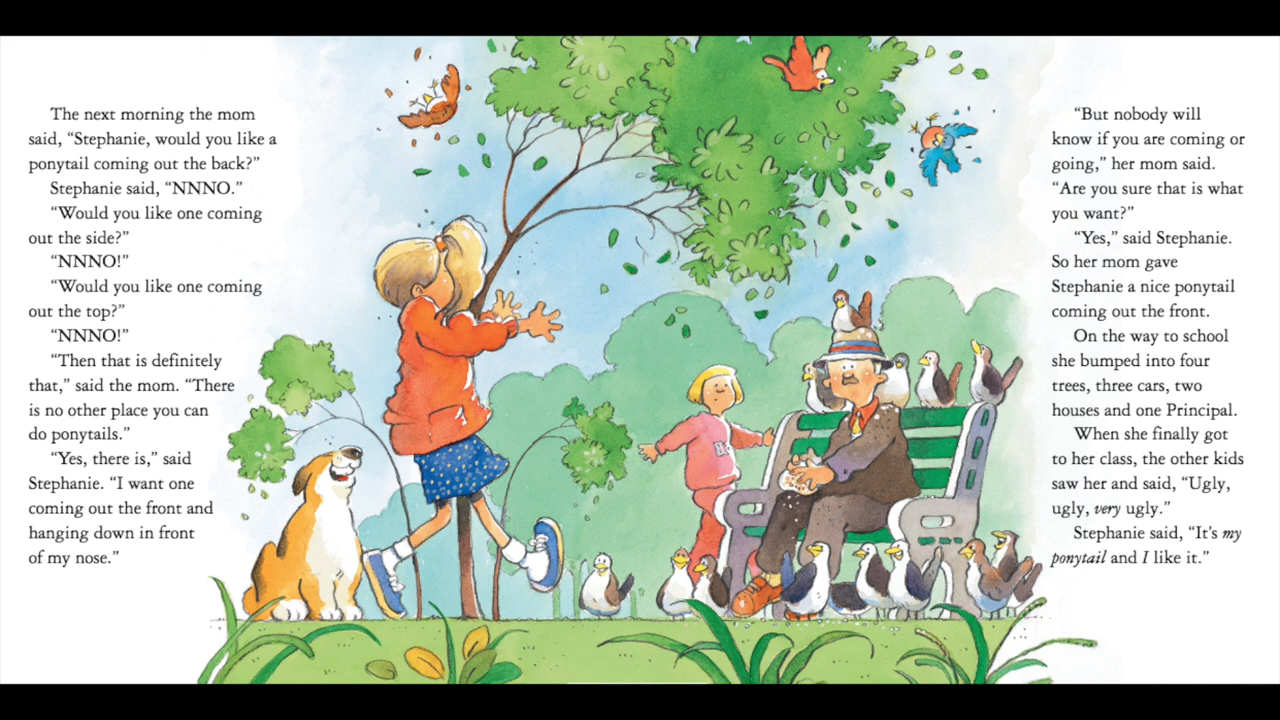 The next morning the mom
said, “Stephanie, would you like a
ponytail coming out the back?”
Stephanie said, “NNNO.”
“Would you like one coming
out the side?”
“NNNO!”
“Would you like one coming
out the top?”
“NNNO!”
“Then that is definitely
that,” said the mom. “There
is no other place you can
do ponytails.”
“Yes, there is,” said
Stephanie. “I want one
coming out the front and
hanging down in front
of my nose.”
“But nobody will
know if you are coming or
going,” her mom said.
“Are you sure that is what
you want?”
“Yes,” said Stephanie.
So her mom gave
Stephanie a nice ponytail
coming out the front.
On the way to school
she bumped into four
trees, three cars, two
houses and one Principal.
When she finally got
to her class, the other kids
saw her and said, “Ugly,
ugly, very ugly.”
Stephanie said, “It’s my
ponytail and I like it.”